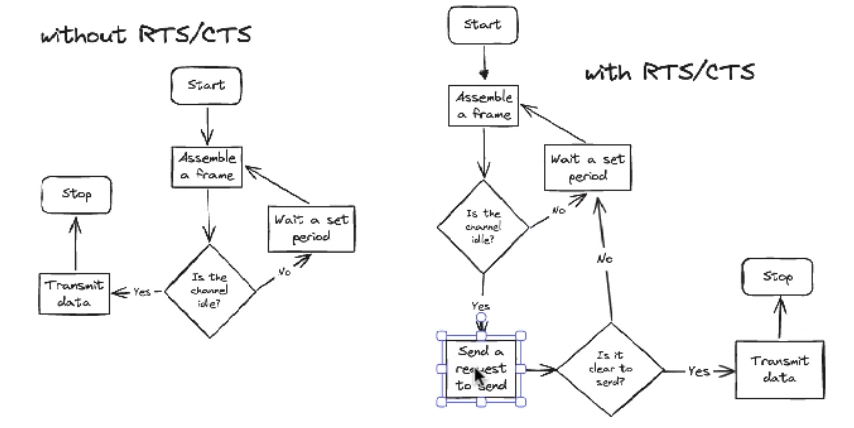 without RTS/CTS
Start
Assemble
a frame
Stop
Wait a set
period
Is the
channel
idle?
No
Yes
Transmit
data
with RTS/CTS
Start
Assemble
a frame
Wait a set
period
Is the
channel
idle?
No
Yes
No
Send a
request
to send
Is it
clear to
send?
Yes
Stop
Transmit
data